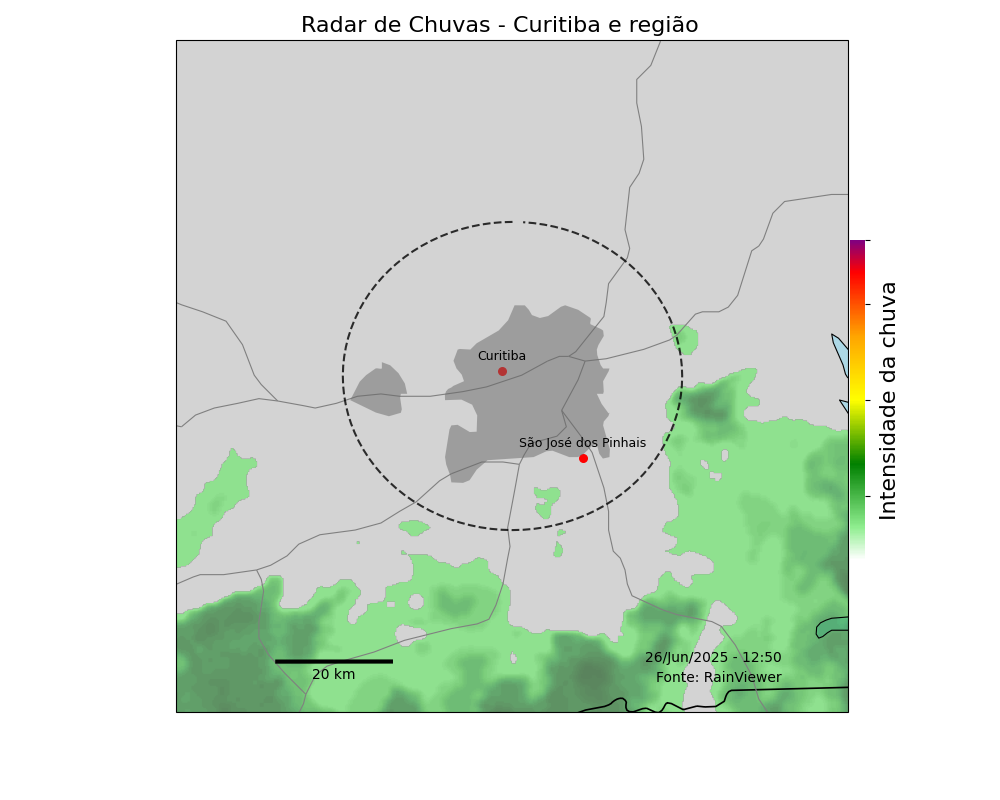 Radar de Chuvas - Curitiba e região
Curitiba
São José dos Pinhais
Intensidade da chuva
26/Jun/2025 - 12:50
Fonte: RainViewer
20 km